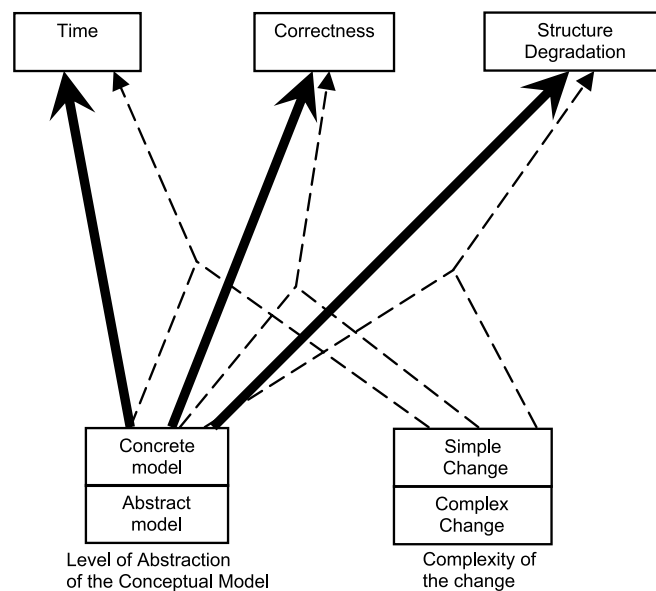 Time
Correctness
Structure
Degradation
Concrete
model
Abstract
model
Level of Abstraction
of the Conceptual Model
Simple
Change
Complex
Change
Complexity of
the change